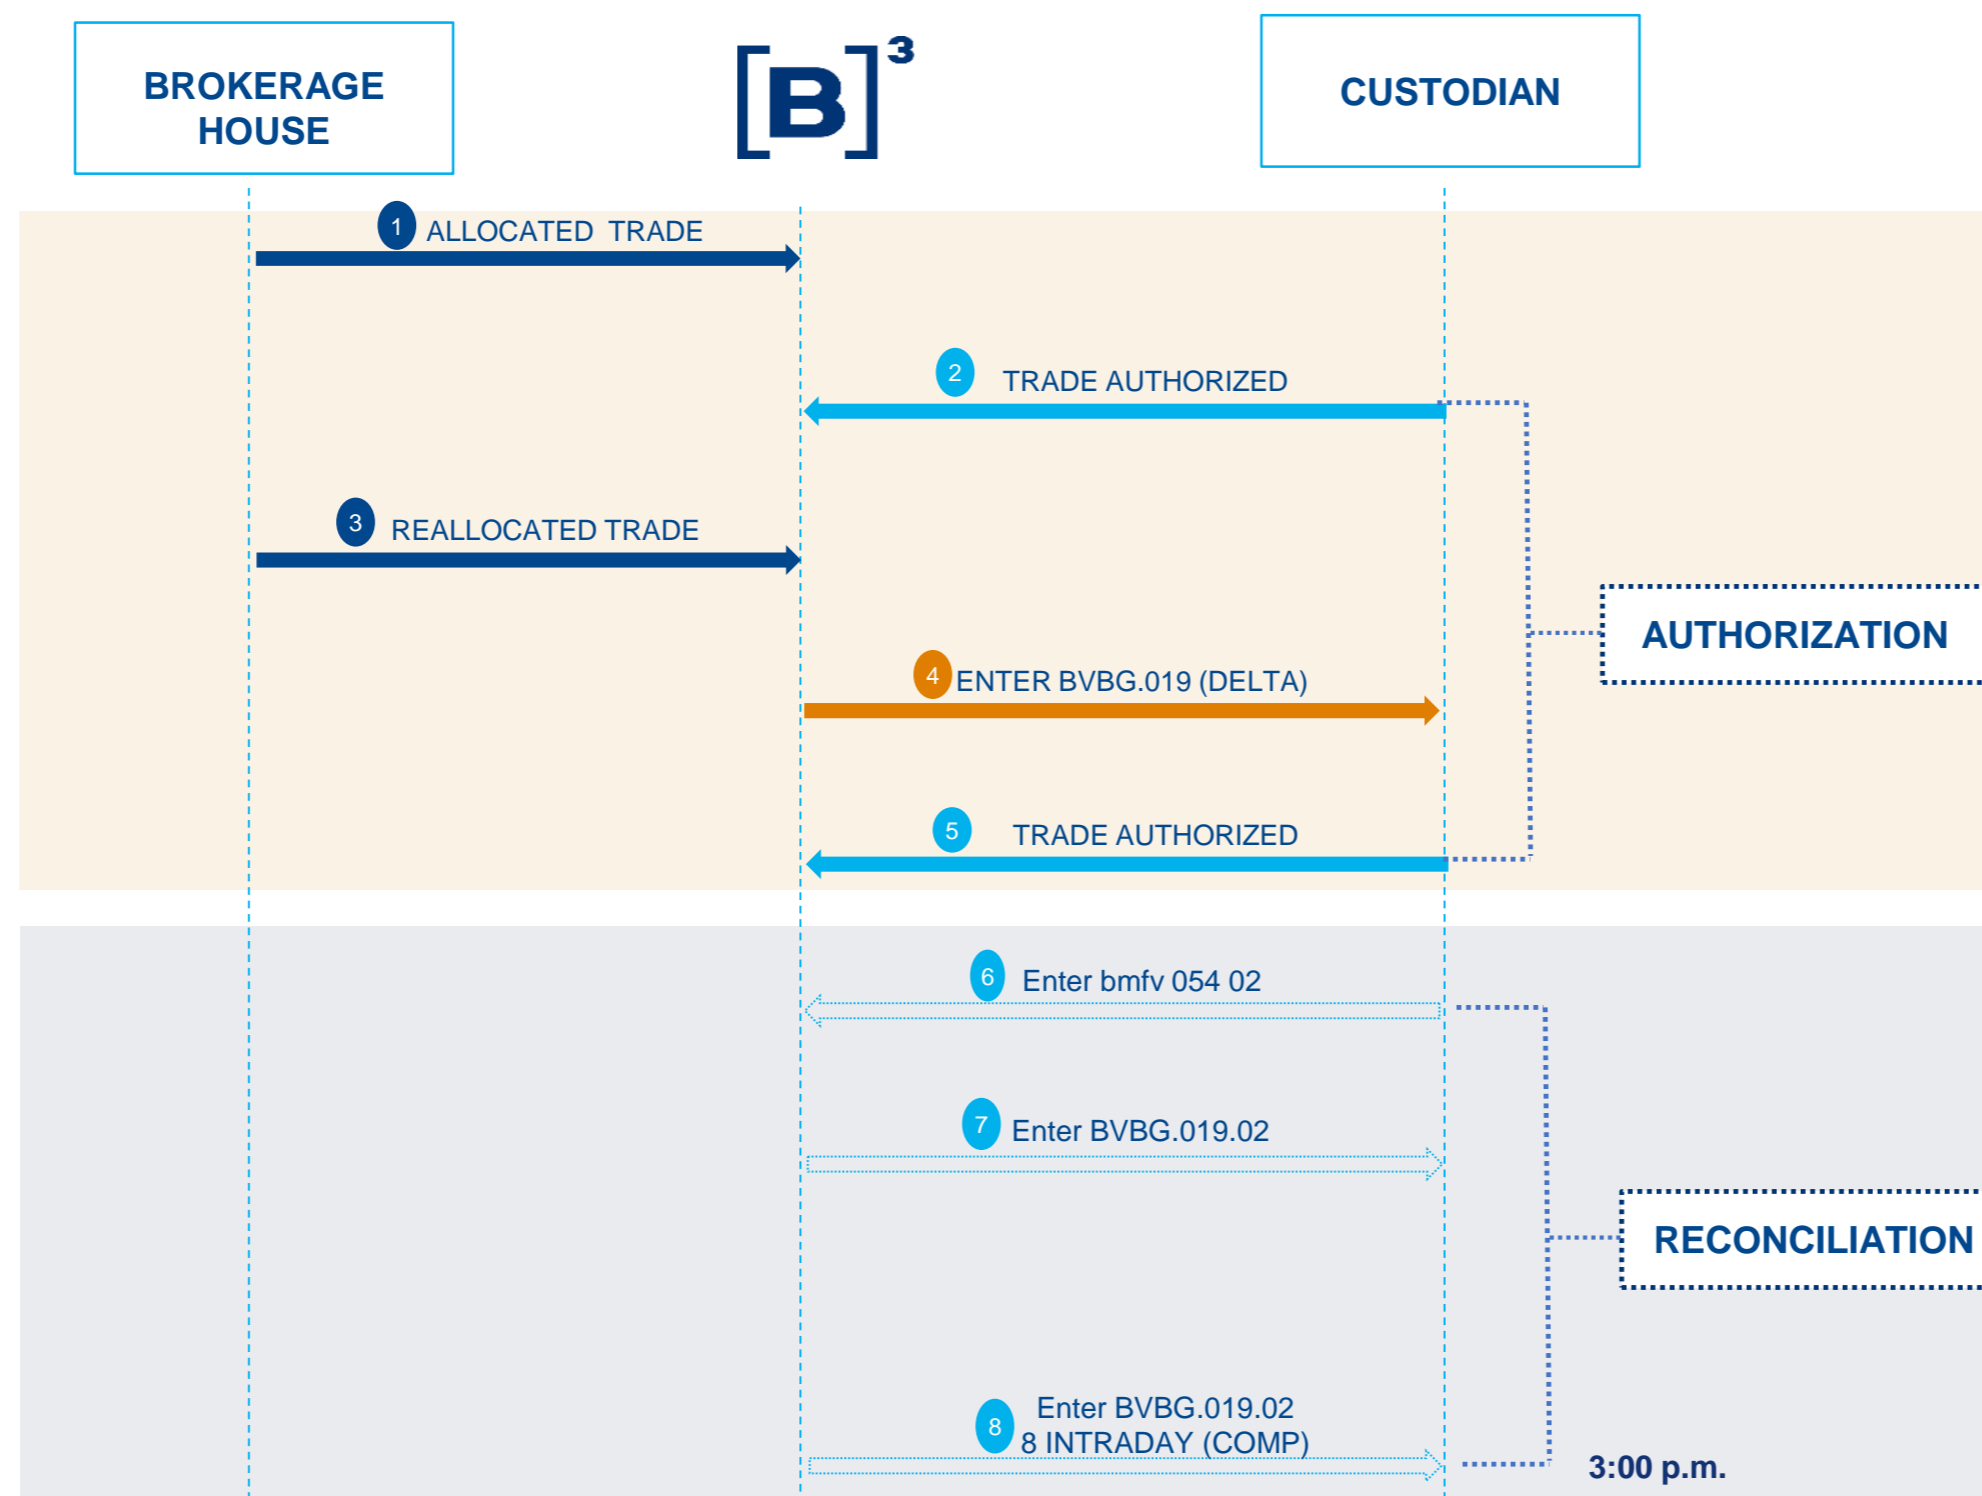 BROKERAGE
HOUSE
[B]³
CUSTODIAN
1 ALLOCATED TRADE
2 TRADE AUTHORIZED
3 REALLOCATED TRADE
AUTHORIZATION
4 ENTER BVBG.019 (DELTA)
5 TRADE AUTHORIZED
6 Enter bmfv 054 02
7 Enter BVBG.019.02
RECONCILIATION
Enter BVBG.019.02
8 8 INTRADAY (COMP)
3:00 p.m.